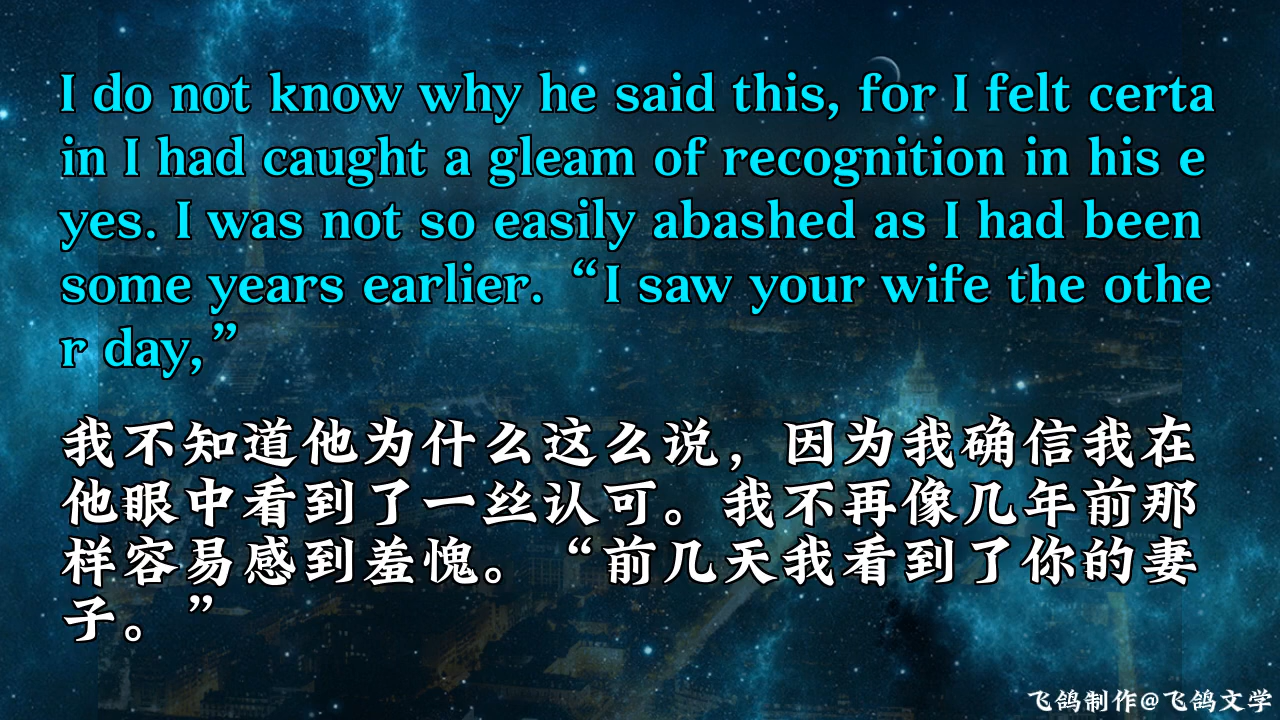 I do not know why he said this, for I felt certa
in I had caught a gleam of recognition in his e
yes. I was not so easily abashed as I had been
some years earlier. “I saw your wife the othe
r day,”
我不知道他为什么这么说，因为我确信我在
他眼中看到了一丝认可。我不再像几年前那
样容易感到羞愧。“前几天我看到了你的妻
子。”
飞鸽制作@飞鸽文学